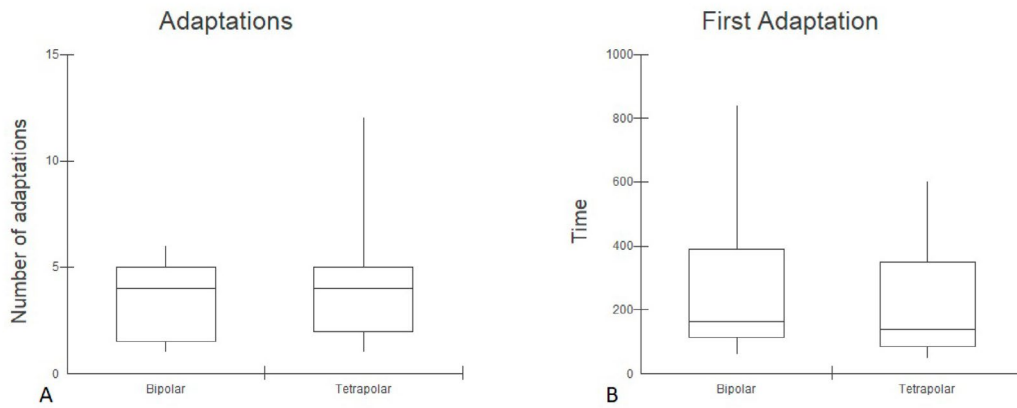 Adaptations
Number of adaptations
15
10
5
0
Bipolar
Tetrapolar
A
First Adaptation
Time
1000
800
600
400
200
0
Bipolar
Tetrapolar
B